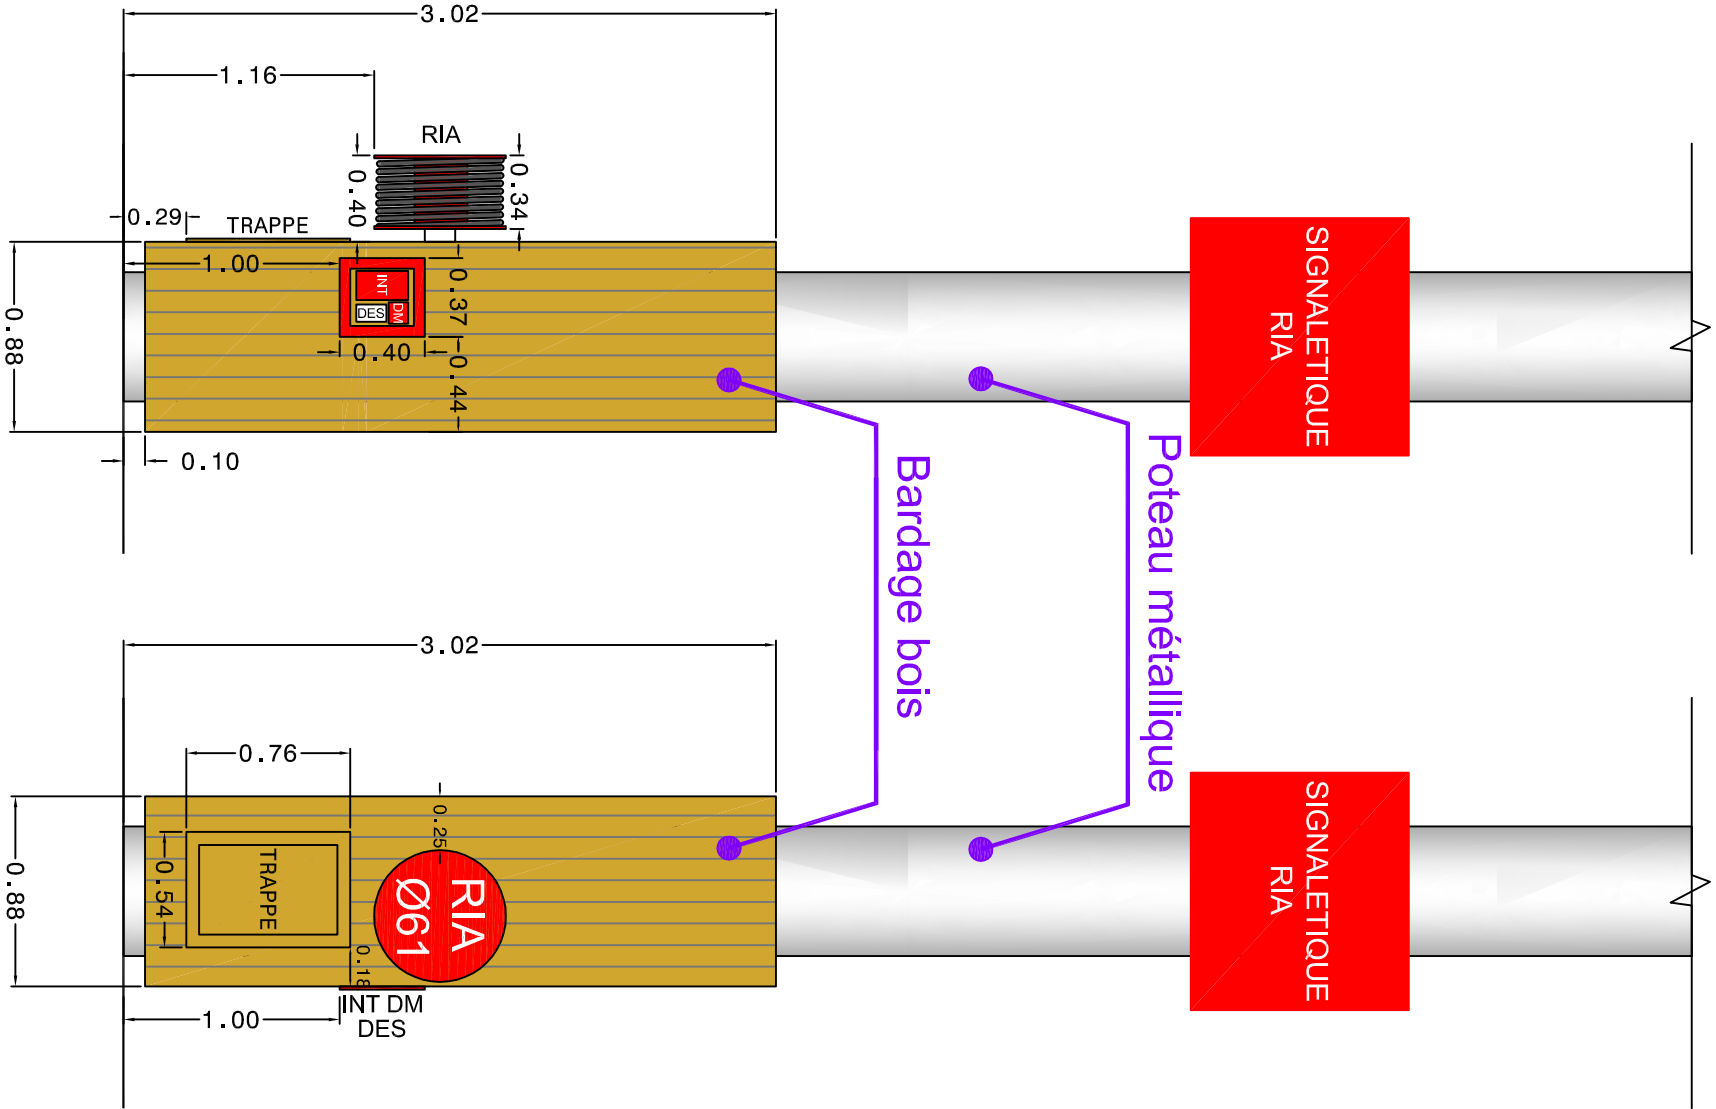 3.02
1.16
RIA
0.40
0.34
0.29
TRAPPE
1.00
INT
DM
DES
0.37
0.40
0.44
0.88
0.10
SIGNALETIQUE
RIA
Bardage bois
Poteau métallique
3.02
0.76
0.25
TRAPPE
0.54
RIA
Ø61
0.18
0.88
INT DM
DES
1.00
SIGNALETIQUE
RIA